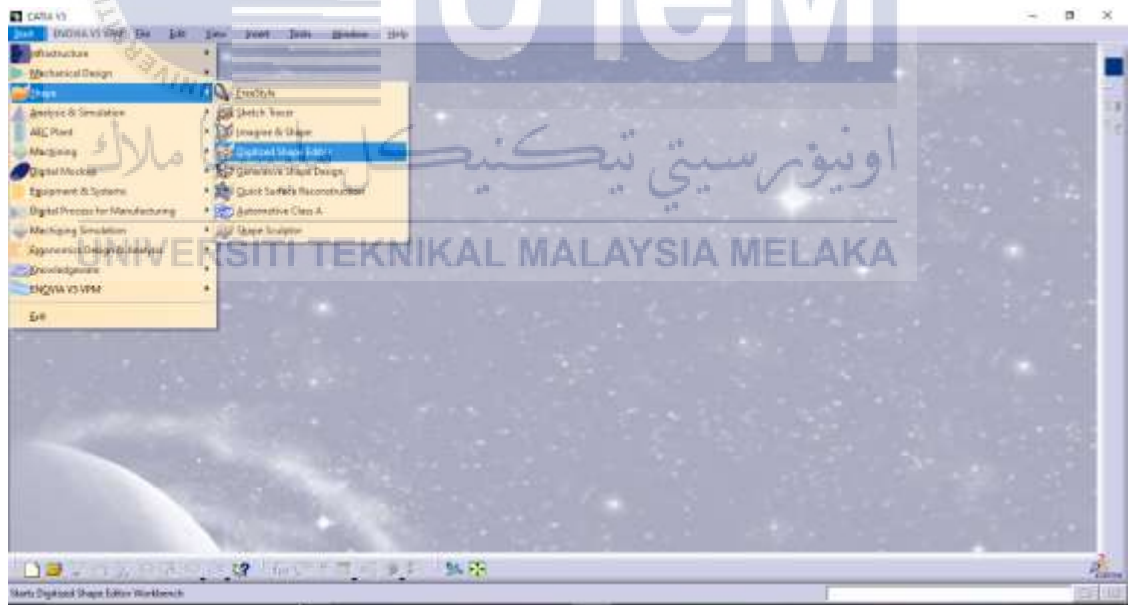 CATIA V5
Start ENOVIA V5 VPM File Edit View Insert Tools Window Help
Infrastructure
Mechanical Design
Shape
Analysis & Simulation
AEC Plant
Machining
Digital Mockup
Equipment & Systems
Digital Process for Manufacturing
Machining Simulation
Ergonomics Design & Analysis
Knowledgeware
ENOVIA V5 VPM
Exit
FreeStyle
Sketch Tracer
Imagine & Shape
Digitized Shape Editor
Generative Shape Design
Quick Surface Reconstruction
Automotive Class A
Shape Sculptor
UTeM
اونيۏرسيتي تيكنيكل مليسيا ملاك
UNIVERSITI TEKNIKAL MALAYSIA MELAKA
Starts Digitized Shape Editor Workbench